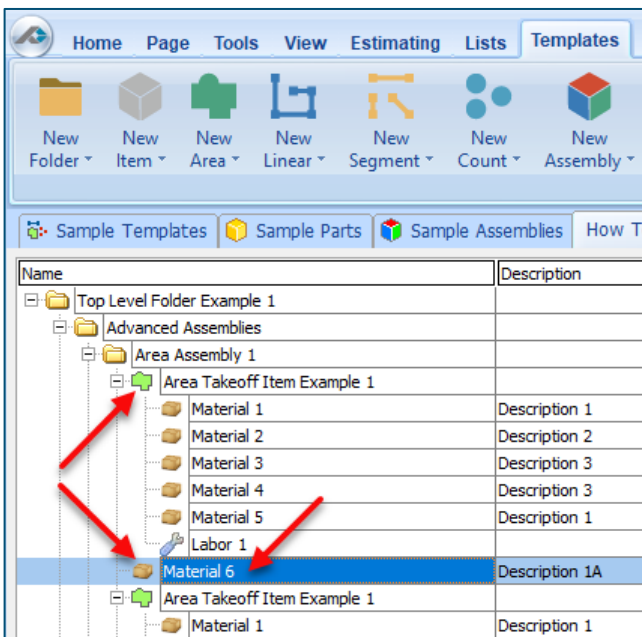 Home Page Tools View Estimating Lists Templates
New Folder New Item New Area New Linear New Segment New Count New Assembly
Sample Templates Sample Parts Sample Assemblies How T
Name Description
Top Level Folder Example 1
Advanced Assemblies
Area Assembly 1
Area Takeoff Item Example 1
Material 1 Description 1
Material 2 Description 2
Material 3 Description 3
Material 4 Description 3
Material 5 Description 1
Labor 1
Material 6 Description 1A
Area Takeoff Item Example 1
Material 1 Description 1